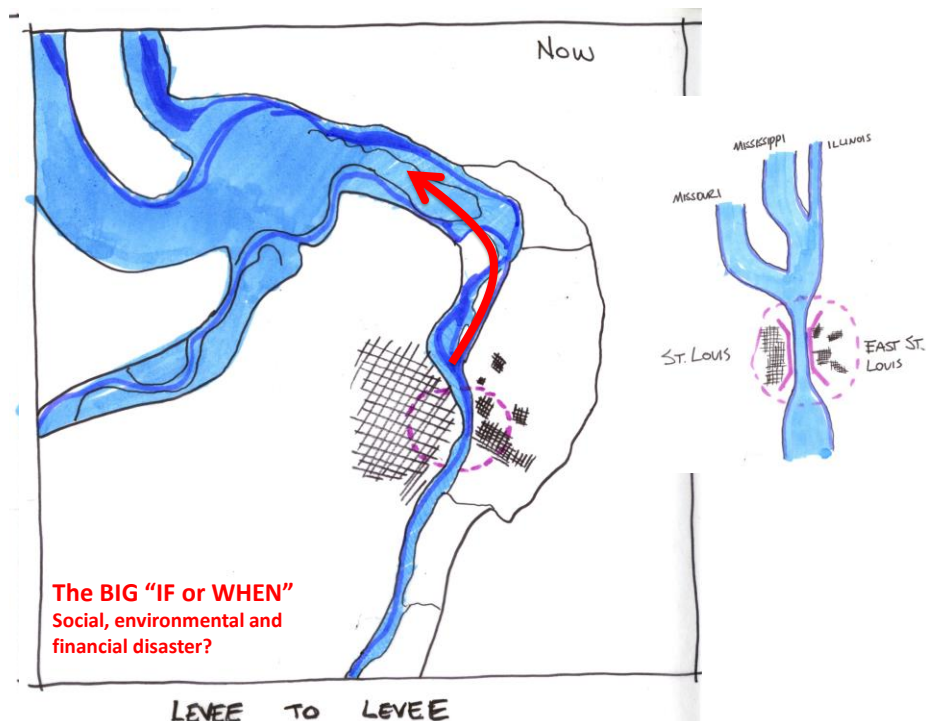 NOW
MISSISSIPPI
ILLINOIS
MISSOURI
ST. LOUIS
EAST ST.
LOUIS
The BIG “IF or WHEN”
Social, environmental and
financial disaster?
LEVEE TO LEVEE